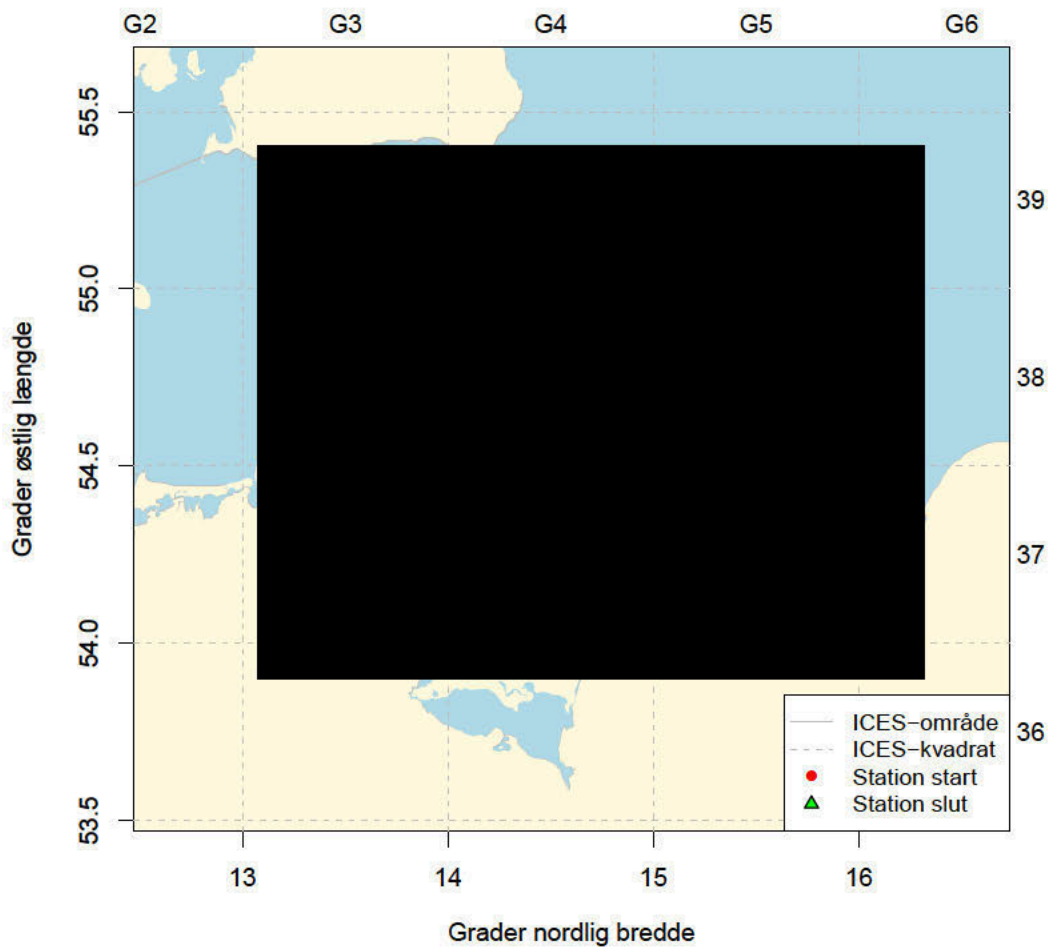 G2 G3 G4 G5 G6
55.5
55.0
54.5
54.0
53.5
Grader østlig længde
39
38
37
36
ICES−område
ICES−kvadrat
Station start
Station slut
13 14 15 16
Grader nordlig bredde